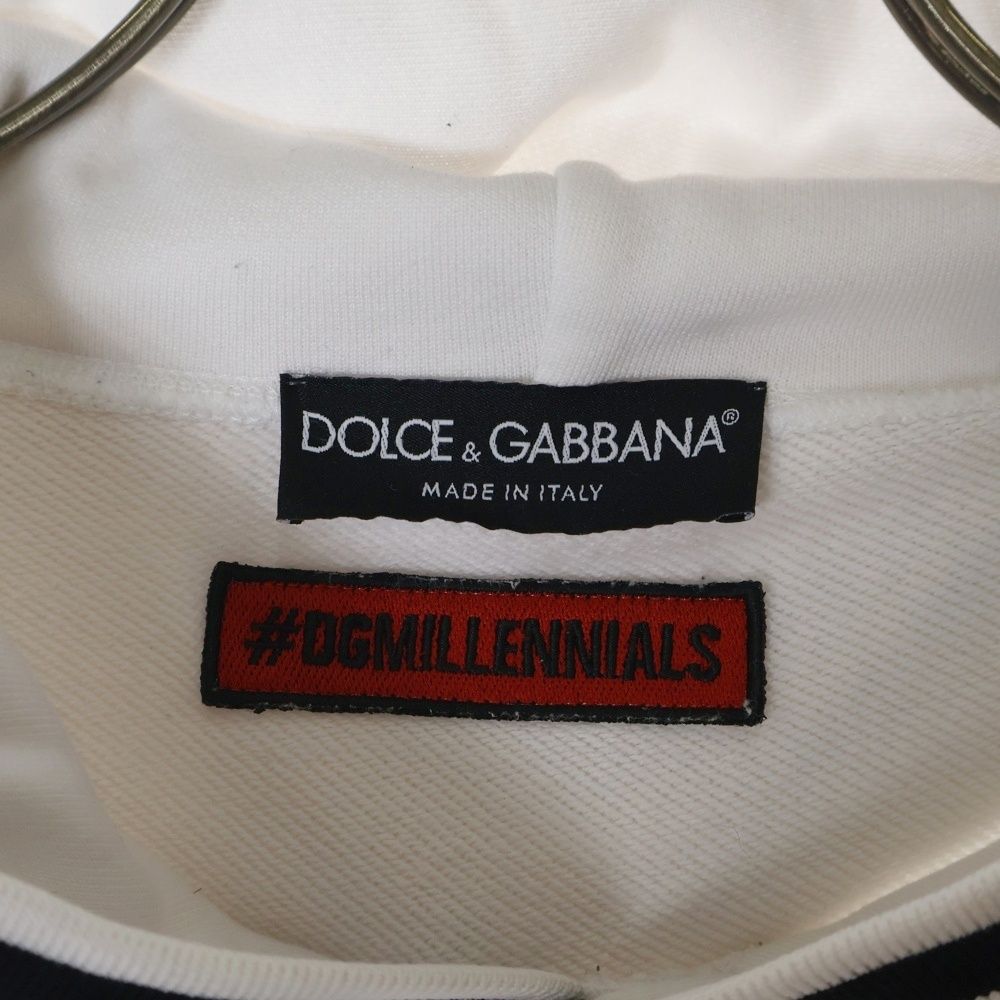 DOLCE & GABBANA®
MADE IN ITALY
#DGMILLENNIALS